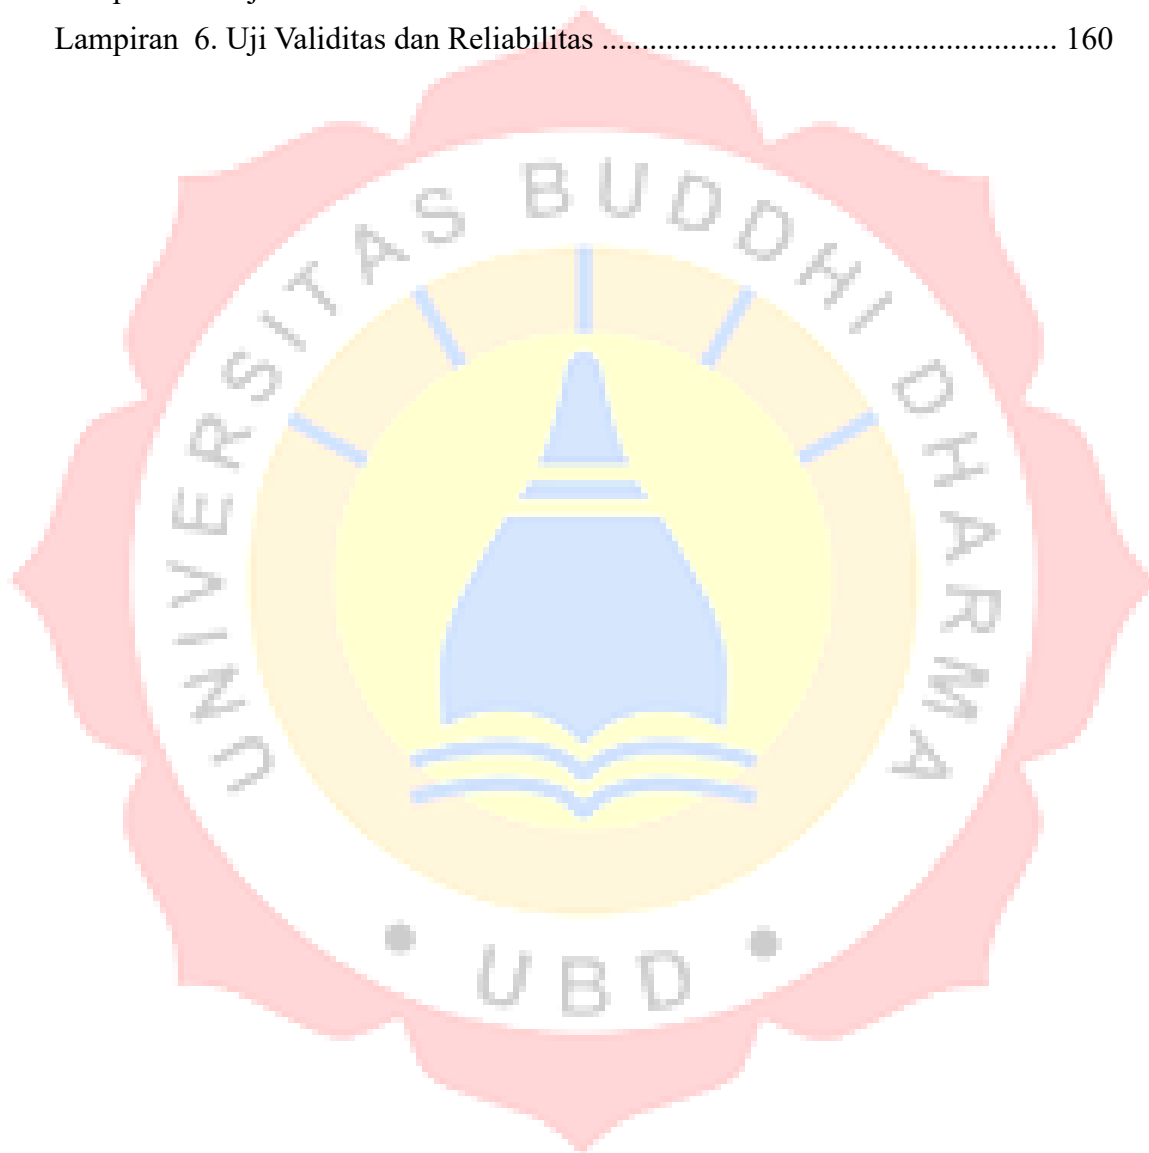 Lampiran  6. Uji Validitas dan Reliabilitas ......................................................... 160
UNIVERSITAS BUDDHI DHARMA
• UBD •